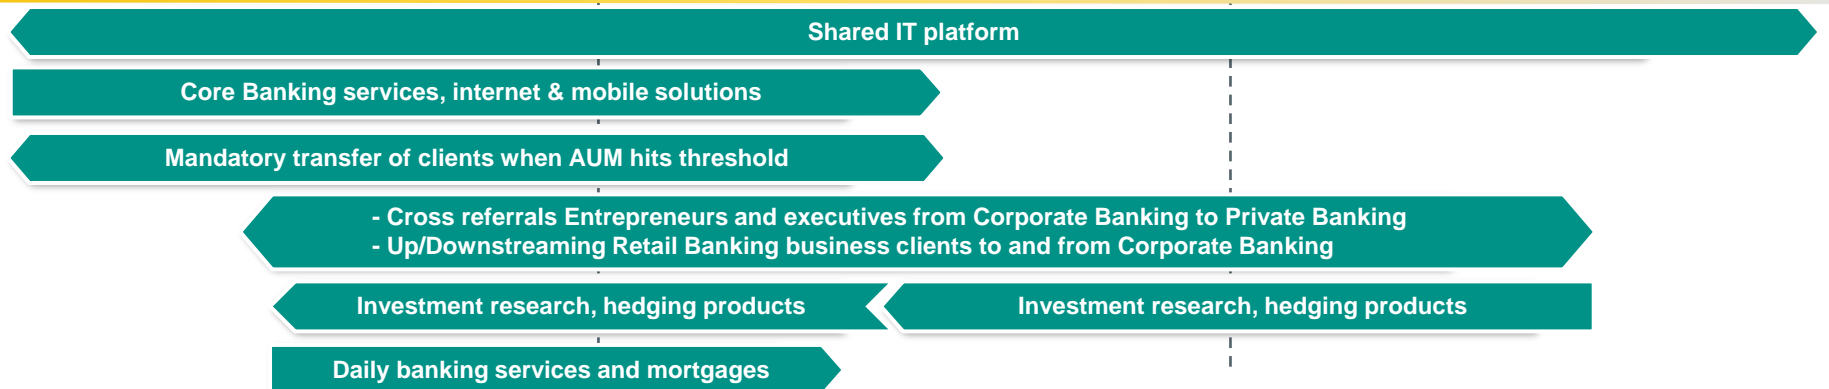 Shared IT platform
Core Banking services, internet & mobile solutions
Mandatory transfer of clients when AUM hits threshold
- Cross referrals Entrepreneurs and executives from Corporate Banking to Private Banking
- Up/Downstreaming Retail Banking business clients to and from Corporate Banking
Investment research, hedging products
Investment research, hedging products
Daily banking services and mortgages